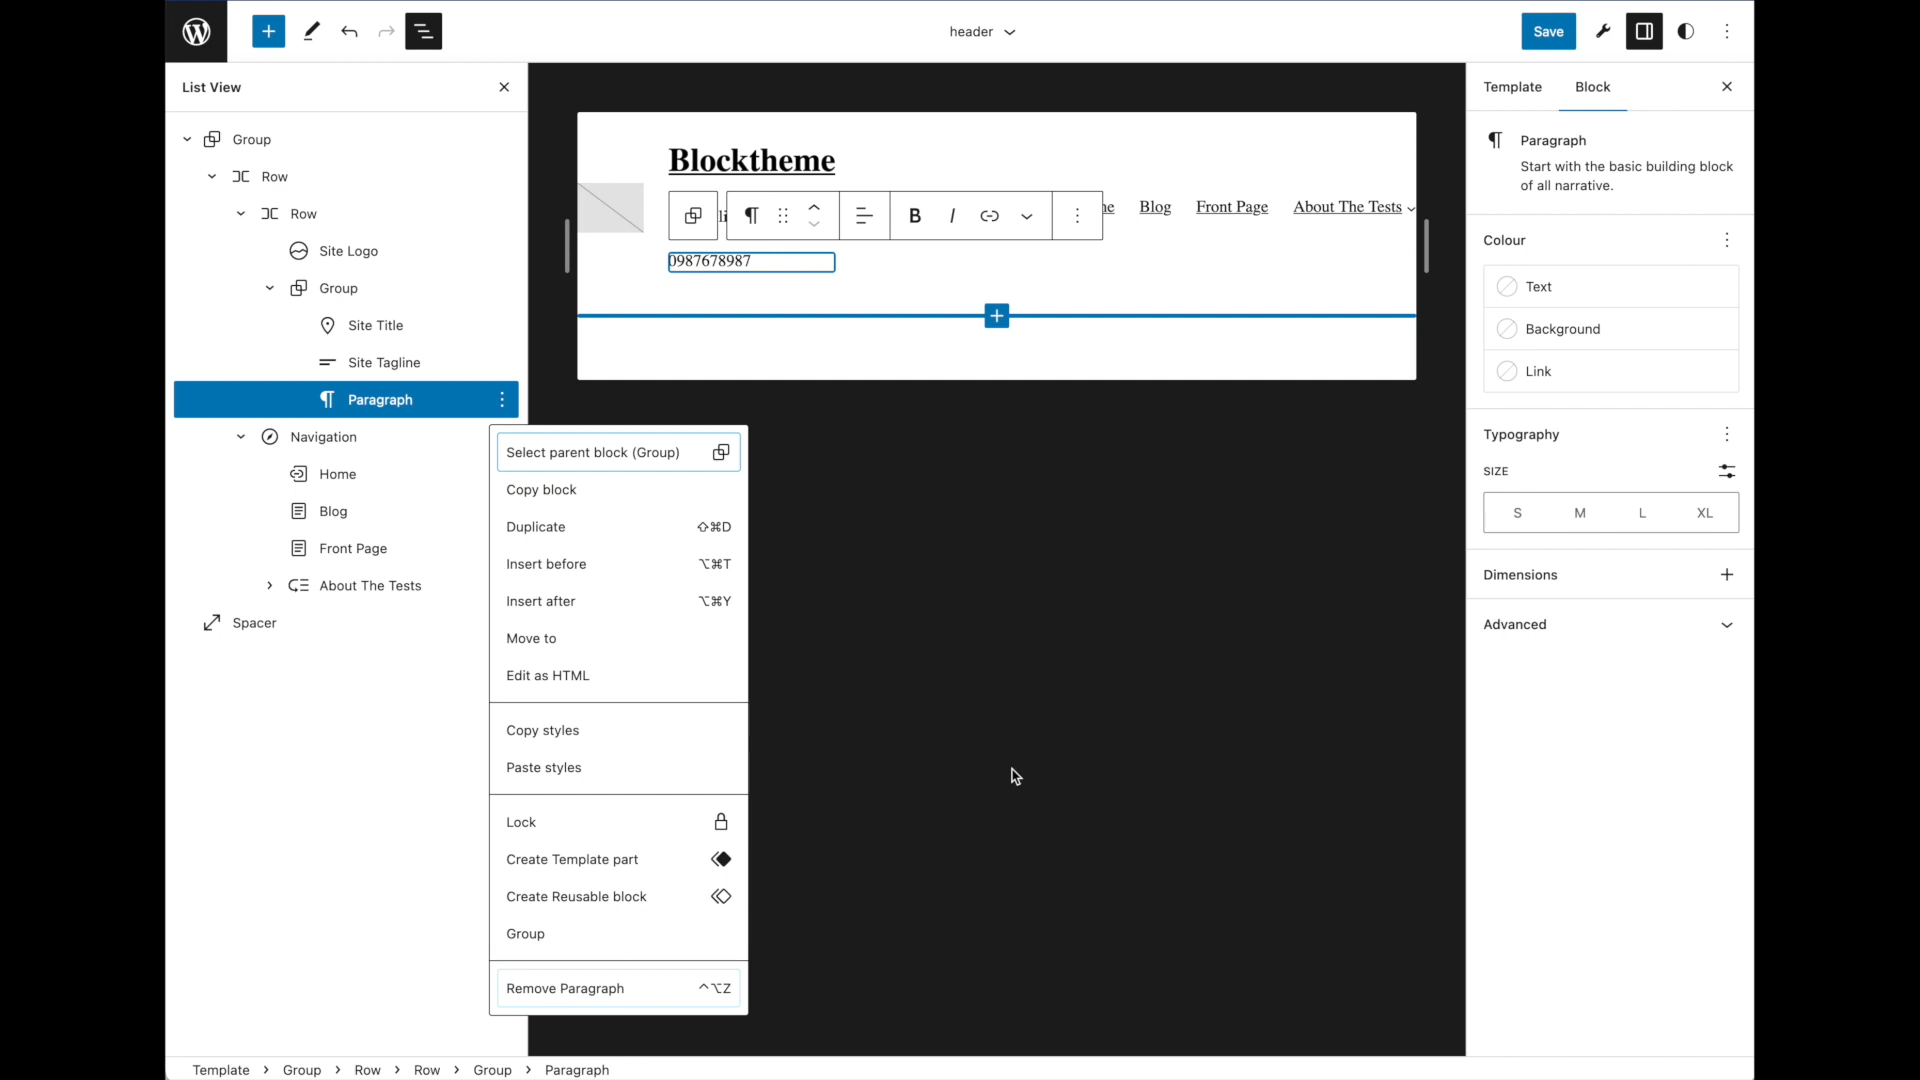 header
Save
List View
Group
Row
Row
Site Logo
Group
Site Title
Site Tagline
Paragraph
Navigation
Home
Blog
Front Page
About The Tests
Spacer
Select parent block (Group)
Copy block
Duplicate ⇧⌘D
Insert before ⌥⌘T
Insert after ⌥⌘Y
Move to
Edit as HTML
Copy styles
Paste styles
Lock
Create Template part
Create Reusable block
Group
Remove Paragraph ⌃⌥Z
Blocktheme
B I
Blog Front Page About The Tests
0987678987
Template Block
Paragraph
Start with the basic building block
of all narrative.
Colour
Text
Background
Link
Typography
SIZE
S M L XL
Dimensions
Advanced
Template > Group > Row > Row > Group > Paragraph